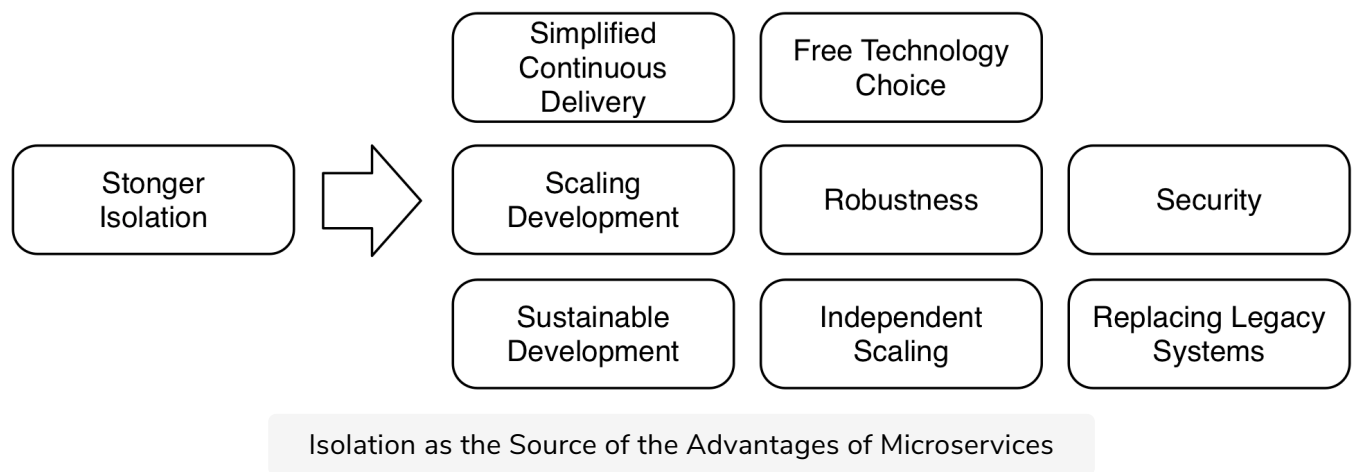 Simplified
Continuous
Delivery
Free Technology
Choice
Stonger
Isolation
Scaling
Development
Robustness
Security
Sustainable
Development
Independent
Scaling
Replacing Legacy
Systems
Isolation as the Source of the Advantages of Microservices